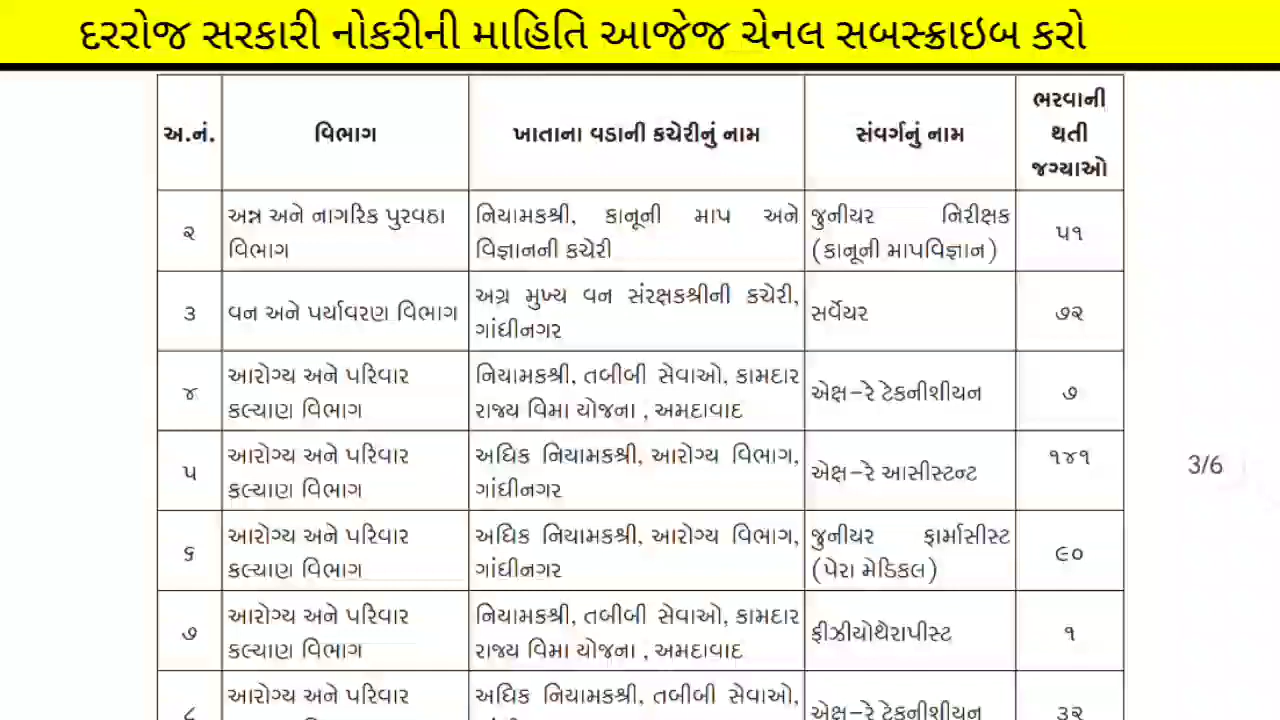 દરરોજ સરકારી નોકરીની માહિતિ આજેજ ચેનલ સબસ્ક્રાઇબ કરો
અ.નં. વિભાગ ખાતાના વડાની કચેરીનું નામ સંવર્ગનું નામ ભરવાની
થતી
જગ્યાઓ
૨ અન્ન અને નાગરિક પુરવઠા
વિભાગ નિયામકશ્રી, કાનૂની માપ અને
વિજ્ઞાનની કચેરી જુનીયર નિરીક્ષક
(કાનૂની માપવિજ્ઞાન) ૫૧
૩ વન અને પર્યાવરણ વિભાગ અગ્ર મુખ્ય વન સંરક્ષકશ્રીની કચેરી,
ગાંધીનગર સર્વેયર ૭૨
૪ આરોગ્ય અને પરિવાર
કલ્યાણ વિભાગ નિયામકશ્રી, તબીબી સેવાઓ, કામદાર
રાજ્ય વિમા યોજના , અમદાવાદ એક્ષ-રે ટેકનીશીયન ૭
૫ આરોગ્ય અને પરિવાર
કલ્યાણ વિભાગ અધિક નિયામકશ્રી, આરોગ્ય વિભાગ,
ગાંધીનગર એક્ષ-રે આસીસ્ટન્ટ ૧૪૧
3/6
૬ આરોગ્ય અને પરિવાર
કલ્યાણ વિભાગ અધિક નિયામકશ્રી, આરોગ્ય વિભાગ,
ગાંધીનગર જુનીયર ફાર્માસીસ્ટ
(પેરા મેડિકલ) ૯૦
૭ આરોગ્ય અને પરિવાર
કલ્યાણ વિભાગ નિયામકશ્રી, તબીબી સેવાઓ, કામદાર
રાજ્ય વિમા યોજના , અમદાવાદ ફીઝીયોથૈરાપીસ્ટ ૧
૮ આરોગ્ય અને પરિવાર અધિક નિયામકશ્રી, તબીબી સેવાઓ,
એક્ષ-રે ટેકનીશીયન ૩૨